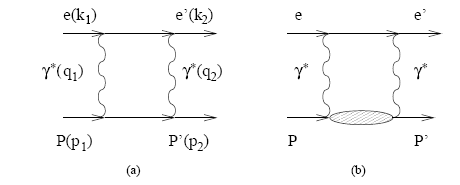 e(k₁) e'(k₂) e e'
γ*(q₁) γ*(q₂) γ* γ*
P(p₁) P'(p₂) P P'
(a) (b)